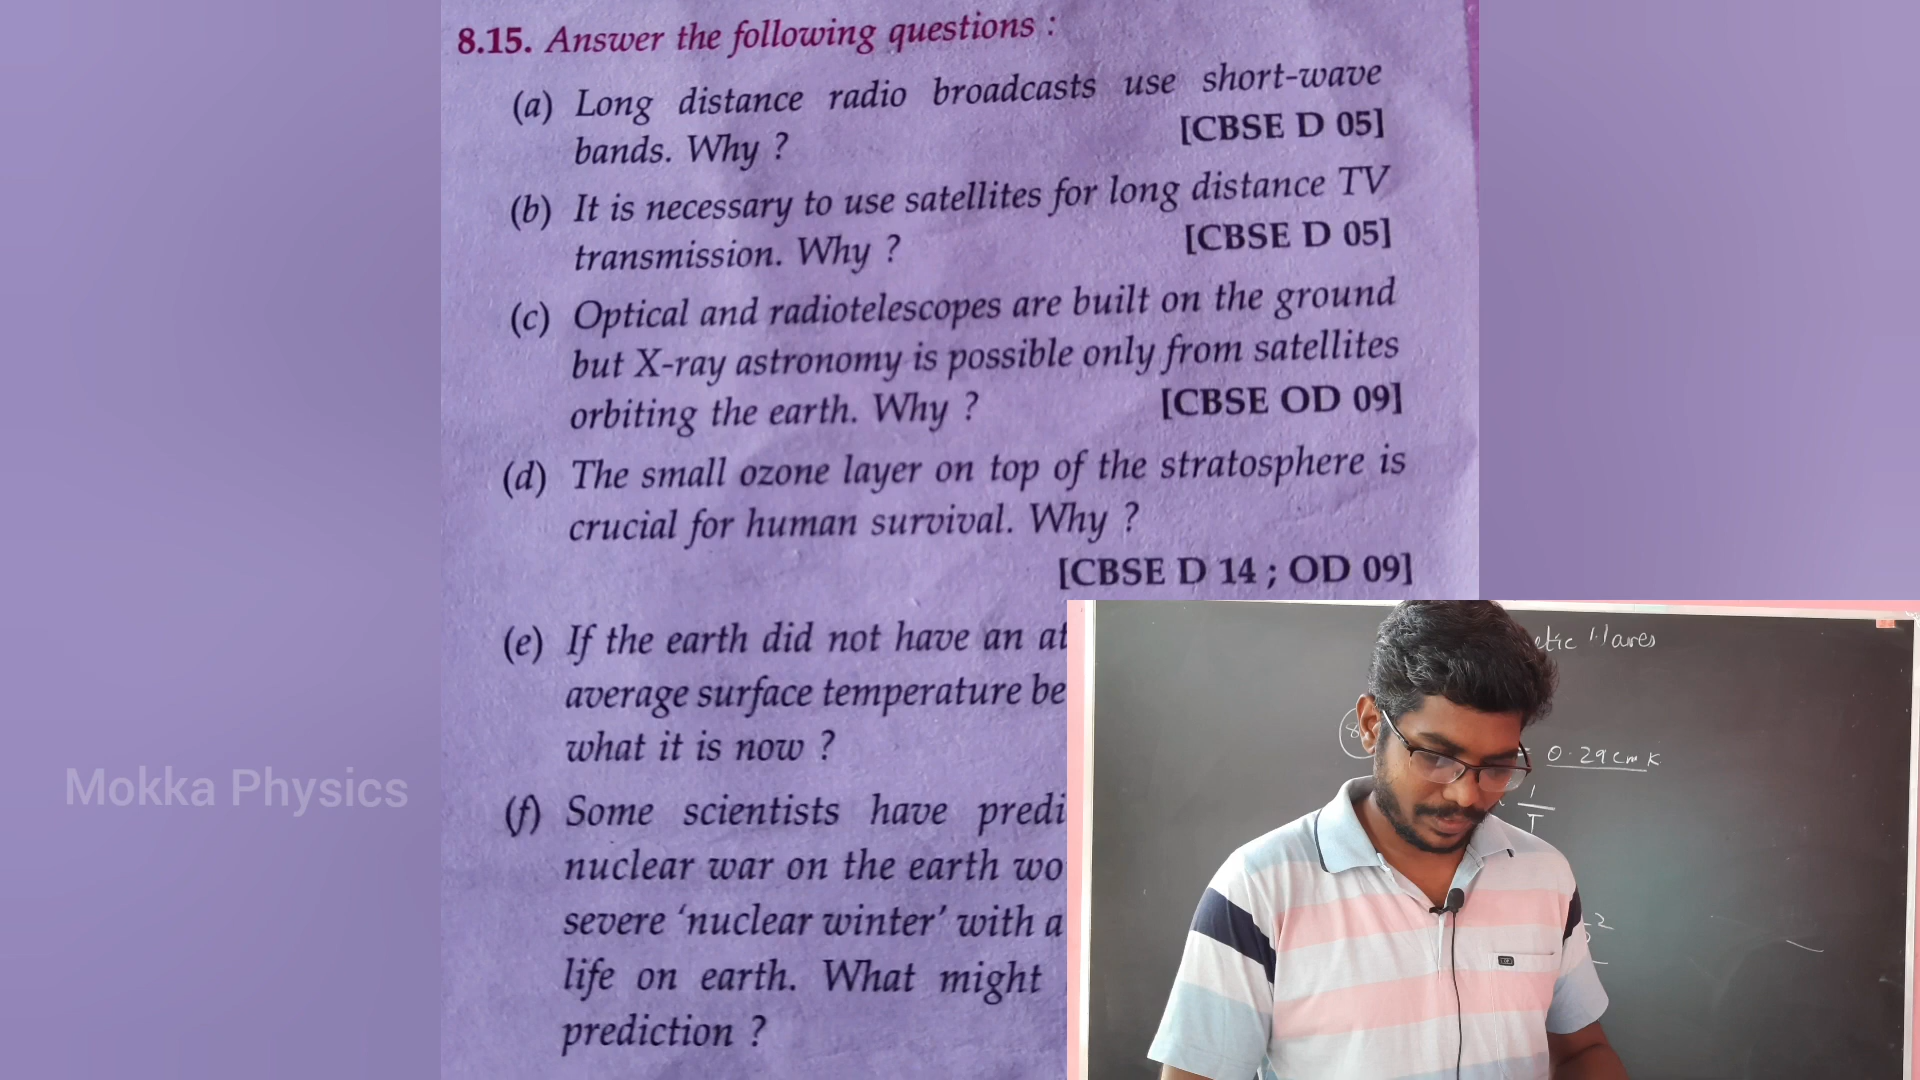 8.15. Answer the following questions :
(a) Long distance radio broadcasts use short-wave
bands. Why ? [CBSE D 05]
(b) It is necessary to use satellites for long distance TV
transmission. Why ? [CBSE D 05]
(c) Optical and radiotelescopes are built on the ground
but X-ray astronomy is possible only from satellites
orbiting the earth. Why ? [CBSE OD 09]
(d) The small ozone layer on top of the stratosphere is
crucial for human survival. Why ?
[CBSE D 14 ; OD 09]
(e) If the earth did not have an at
average surface temperature be
what it is now ?
(f) Some scientists have predi
nuclear war on the earth wo
severe ‘nuclear winter’ with a
life on earth. What might
prediction ?
Mokka Physics
etic Waves
= 0.29 cm K
1
T